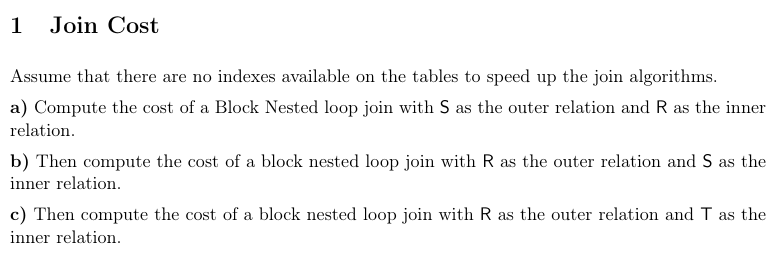 1 Join Cost
Assume that there are no indexes available on the tables to speed up the join algorithms.
a) Compute the cost of a Block Nested loop join with S as the outer relation and R as the inner
relation.
b) Then compute the cost of a block nested loop join with R as the outer relation and S as the
inner relation.
c) Then compute the cost of a block nested loop join with R as the outer relation and T as the
inner relation.